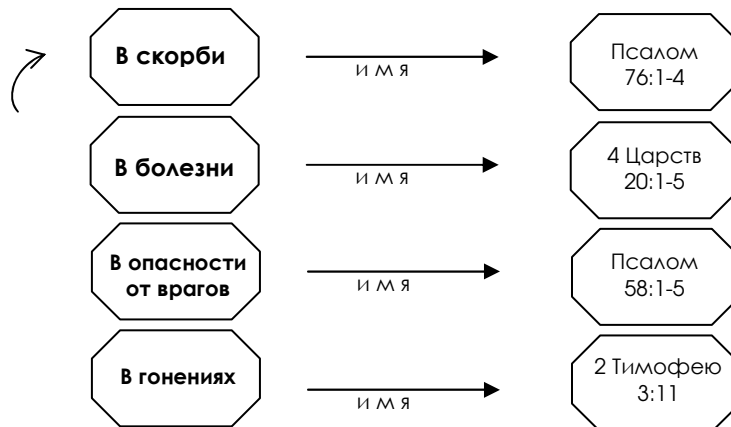 В скорби
и м я
Псалом
76:1-4
В болезни
и м я
4 Царств
20:1-5
В опасности
от врагов
и м я
Псалом
58:1-5
В гонениях
и м я
2 Тимофею
3:11